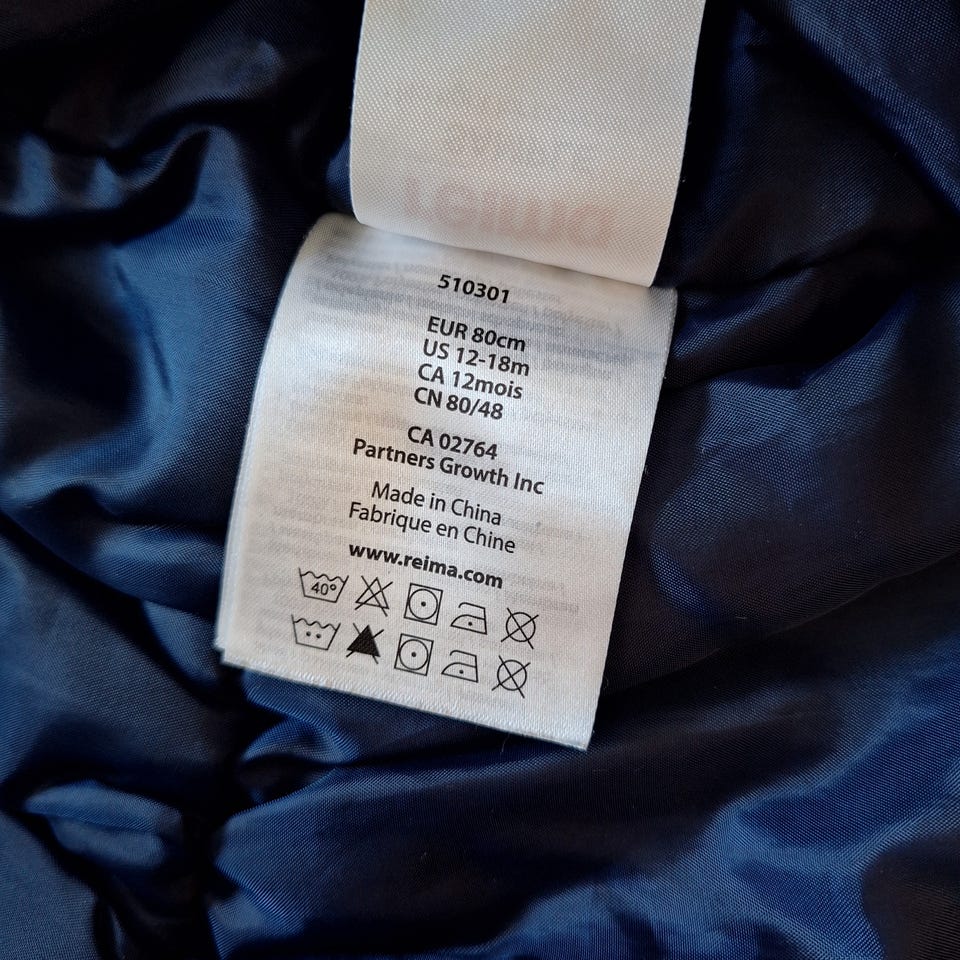 510301
EUR 80cm
US 12-18m
CA 12mois
CN 80/48
CA 02764
Partners Growth Inc
Made in China
Fabrique en Chine
www.reima.com
40°